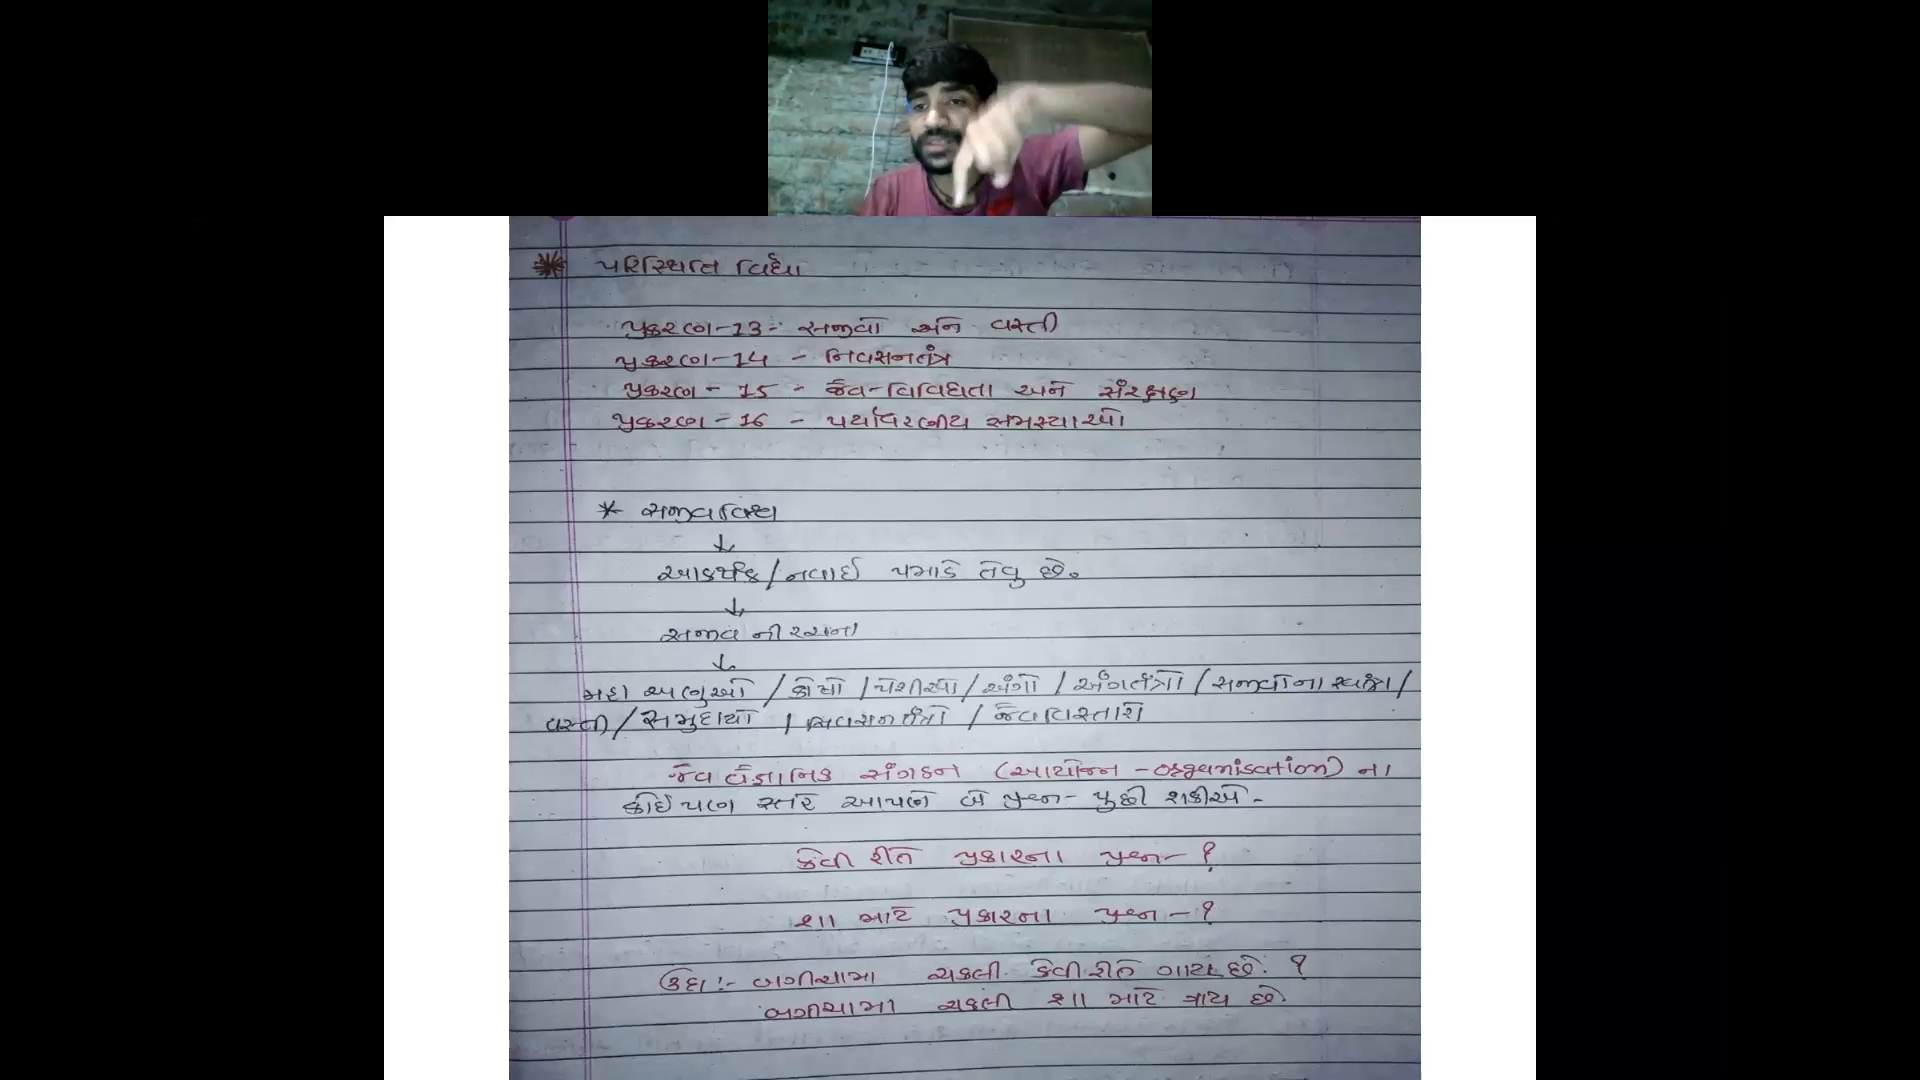 પરિસ્થિતિ વિદ્યા
પ્રકરણ-13 - સજીવો અને વસ્તી
પ્રકરણ-14 - નિવસનતંત્ર
પ્રકરણ - 15 - જૈવ-વિવિધતા અને સંરક્ષણ
પ્રકરણ - 16 - પર્યાવરણીય સમસ્યાઓ
* સજીવવિશ્વ
↓
આકર્ષક/નવાઈ પમાડે તેવુ છે.
↓
સજીવ ની રચના
↓
મહા અણુઓ / કોષો / પેશીઓ / અંગો / અંગતંત્રો / સજીવોના સ્વતંત્ર /
વસ્તી / સમુદાયો / નિવસનતંત્રો / જૈવવિસ્તારો
જૈવ વૈજ્ઞાનિક સંગઠન (આયોજન - organisation) ના
કોઈ પણ સ્તરે આપણે બે પ્રશ્ન- પુછી શકીએ -
કેવી રીતે પ્રકારના પ્રશ્ન- ?
શા માટે પ્રકારના પ્રશ્ન - ?
ઉદા :- બગીચામા ચકલી કેવી રીતે ગાય છે. ?
બગીચામા ચકલી શા માટે ગાય છે.